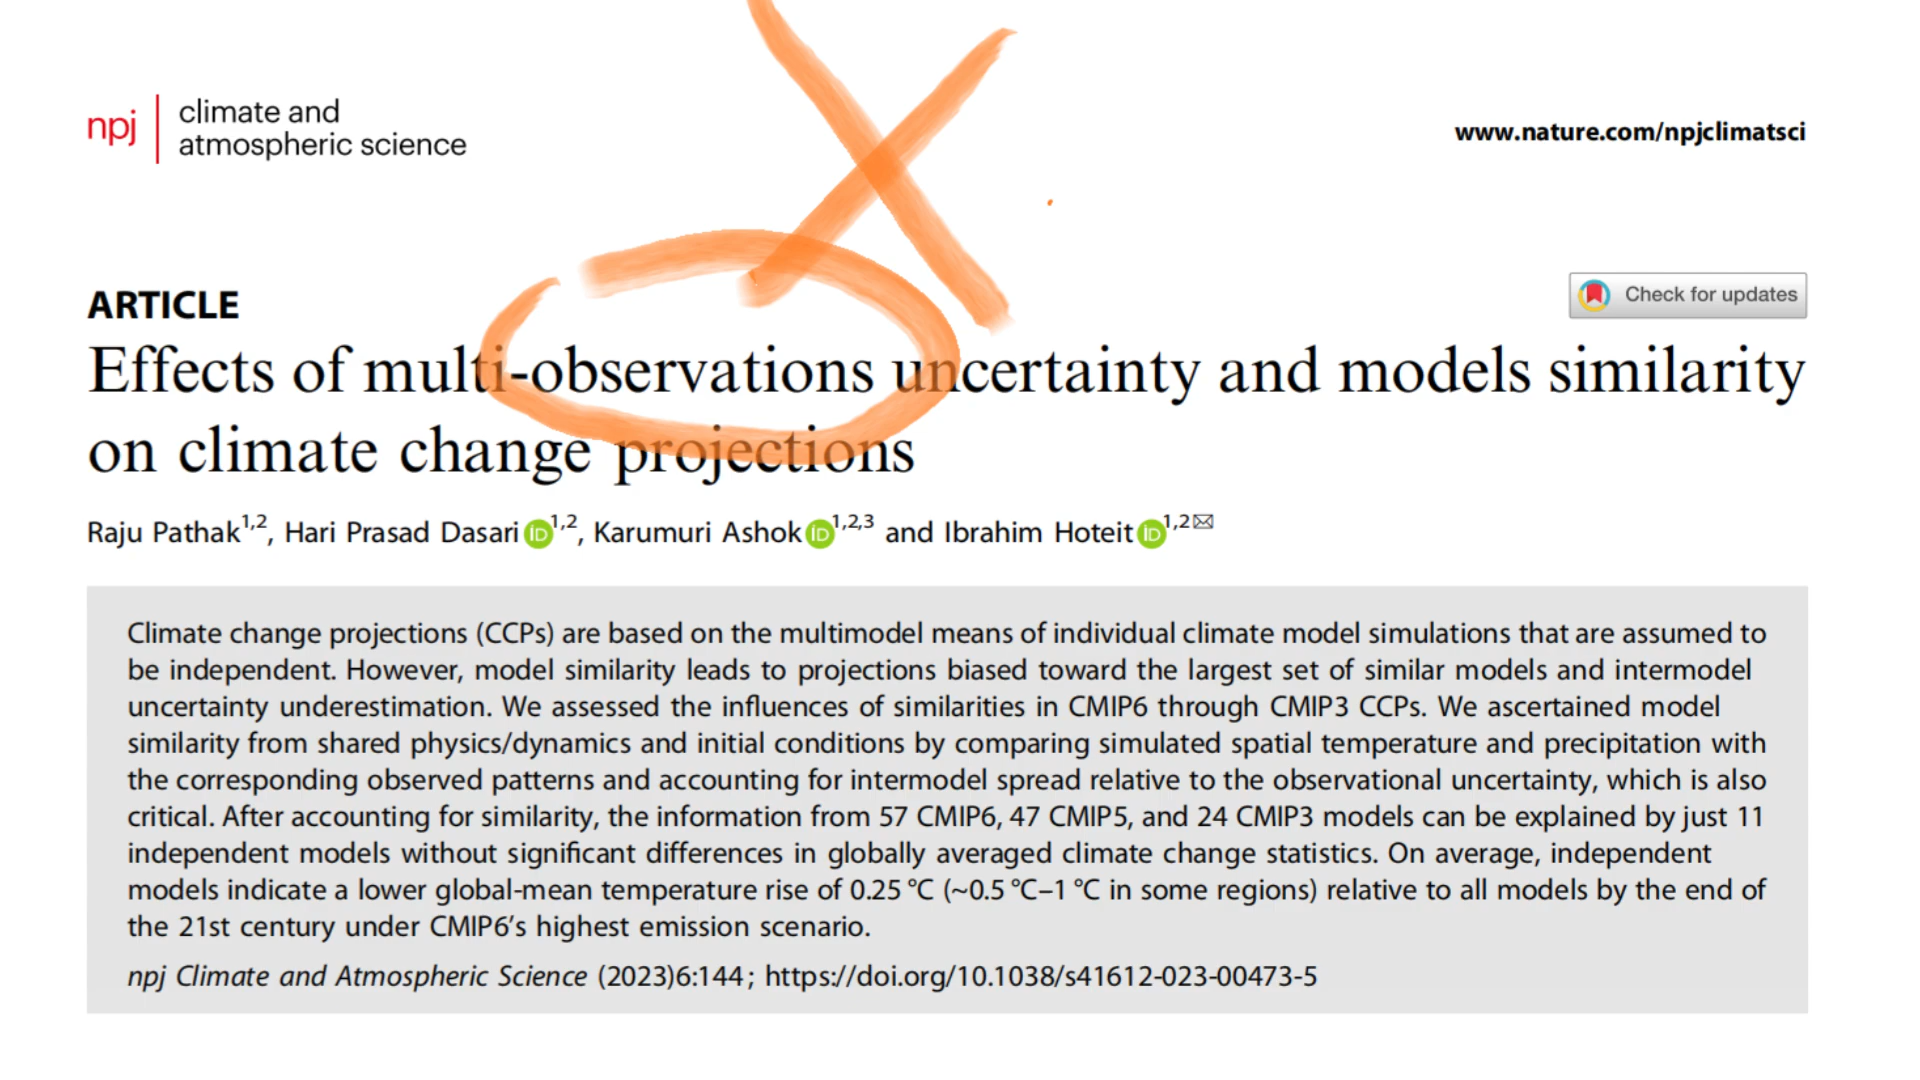 npj
climate and
atmospheric science
www.nature.com/npjclimatsci
ARTICLE
Check for updates
Effects of multi-observations uncertainty and models similarity
on climate change projections
Raju Pathak1,2, Hari Prasad Dasari iD 1,2, Karumuri Ashok iD 1,2,3 and Ibrahim Hoteit iD 1,2✉
Climate change projections (CCPs) are based on the multimodel means of individual climate model simulations that are assumed to
be independent. However, model similarity leads to projections biased toward the largest set of similar models and intermodel
uncertainty underestimation. We assessed the influences of similarities in CMIP6 through CMIP3 CCPs. We ascertained model
similarity from shared physics/dynamics and initial conditions by comparing simulated spatial temperature and precipitation with
the corresponding observed patterns and accounting for intermodel spread relative to the observational uncertainty, which is also
critical. After accounting for similarity, the information from 57 CMIP6, 47 CMIP5, and 24 CMIP3 models can be explained by just 11
independent models without significant differences in globally averaged climate change statistics. On average, independent
models indicate a lower global-mean temperature rise of 0.25 °C (~0.5 °C–1 °C in some regions) relative to all models by the end of
the 21st century under CMIP6's highest emission scenario.
npj Climate and Atmospheric Science (2023)6:144; https://doi.org/10.1038/s41612-023-00473-5